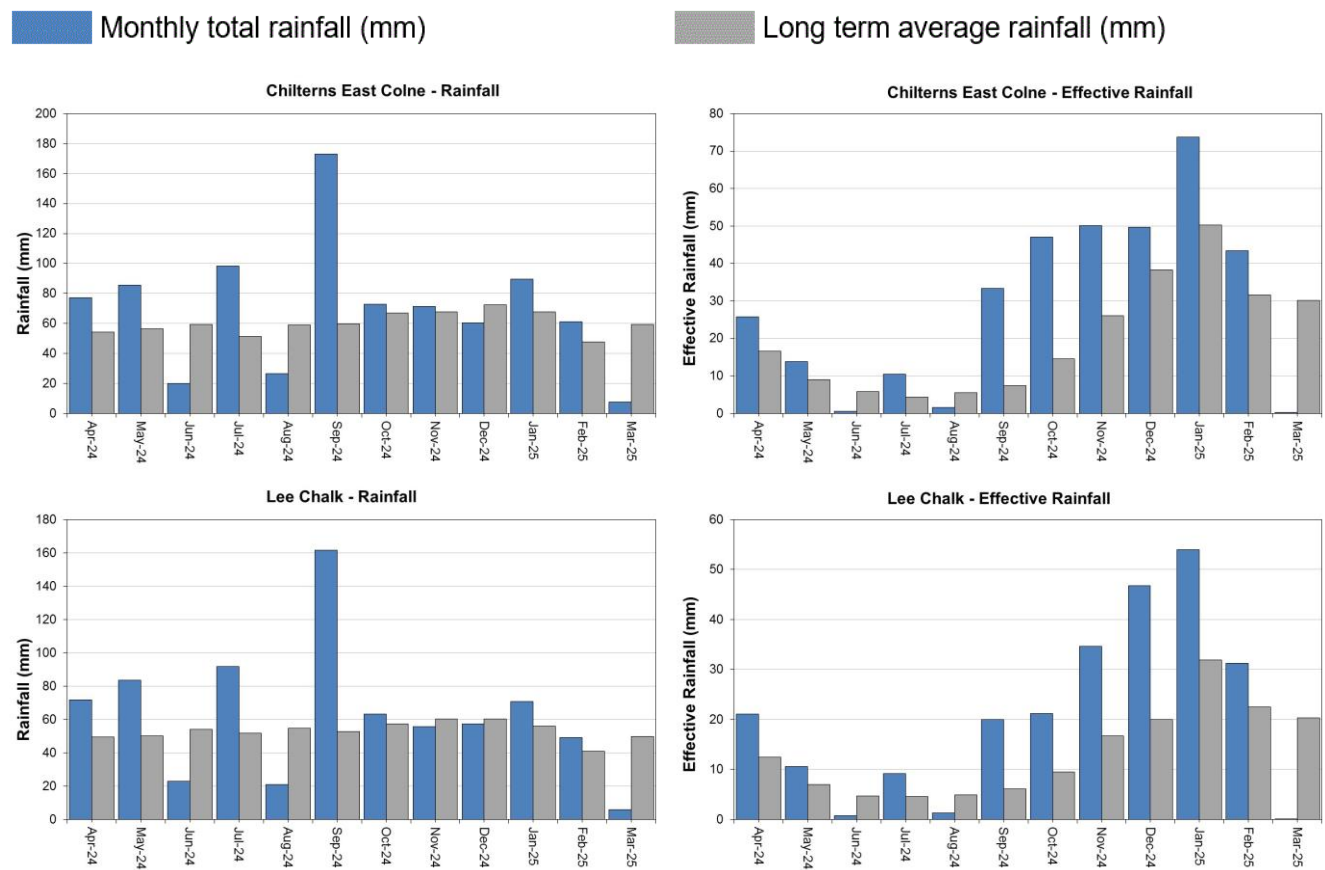 Monthly total rainfall (mm)
Long term average rainfall (mm)
Chilterns East Colne - Rainfall
Rainfall (mm)
200
180
160
140
120
100
80
60
40
20
0
Apr-24
May-24
Jun-24
Jul-24
Aug-24
Sep-24
Oct-24
Nov-24
Dec-24
Jan-25
Feb-25
Mar-25
Chilterns East Colne - Effective Rainfall
Effective Rainfall (mm)
80
70
60
50
40
30
20
10
0
Apr-24
May-24
Jun-24
Jul-24
Aug-24
Sep-24
Oct-24
Nov-24
Dec-24
Jan-25
Feb-25
Mar-25
Lee Chalk - Rainfall
Rainfall (mm)
180
160
140
120
100
80
60
40
20
0
Apr-24
May-24
Jun-24
Jul-24
Aug-24
Sep-24
Oct-24
Nov-24
Dec-24
Jan-25
Feb-25
Mar-25
Lee Chalk - Effective Rainfall
Effective Rainfall (mm)
60
50
40
30
20
10
0
Apr-24
May-24
Jun-24
Jul-24
Aug-24
Sep-24
Oct-24
Nov-24
Dec-24
Jan-25
Feb-25
Mar-25